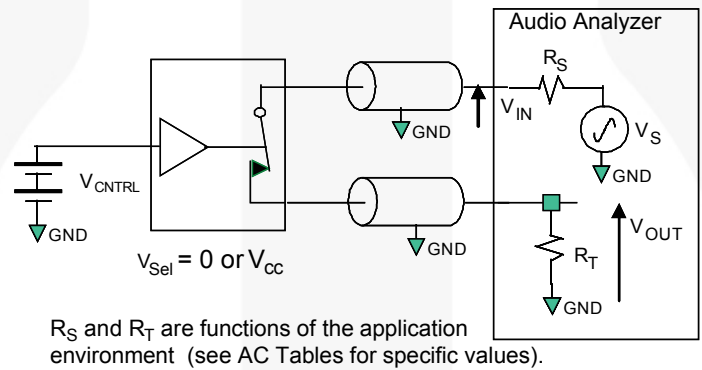 Audio Analyzer
R_S
V_IN
V_S
GND
GND
V_CNTRL
GND
V_OUT
GND
R_T
V_Sel = 0 or V_cc
GND
R_S and R_T are functions of the application
environment (see AC Tables for specific values).